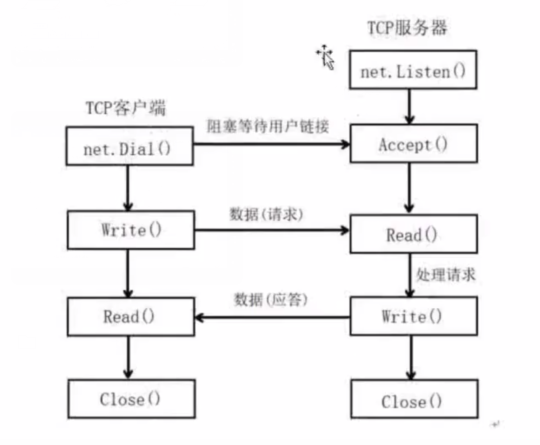 TCP服务器
net.Listen()
TCP客户端
阻塞等待用户链接
net.Dial()
Accept()
数据(请求)
Write()
Read()
处理请求
数据(应答)
Read()
Write()
Close()
Close()